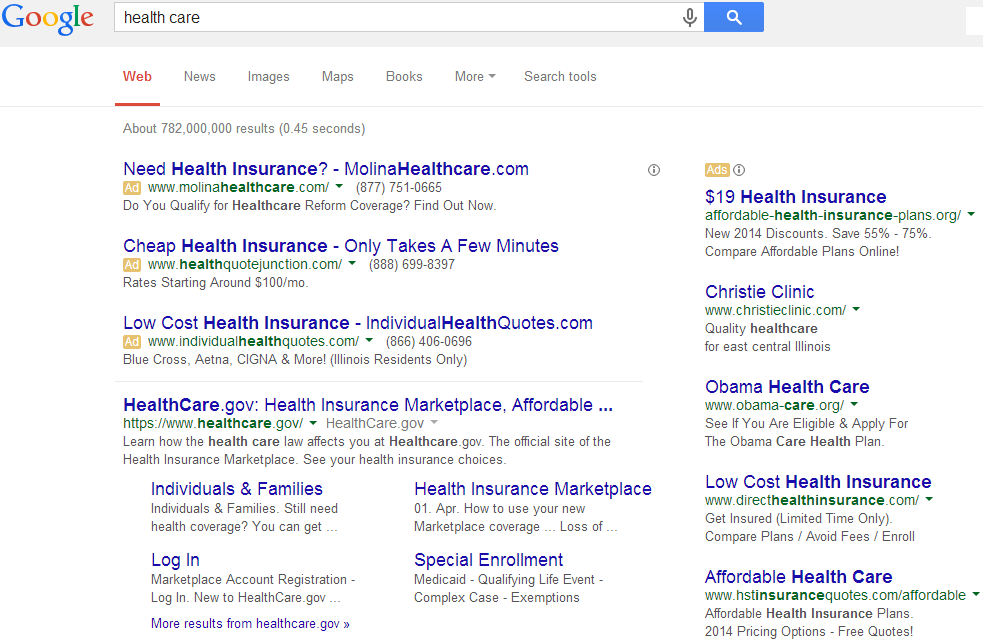 Google
health care
Web News Images Maps Books More Search tools
About 782,000,000 results (0.45 seconds)
Need Health Insurance? - MolinaHealthcare.com
Ad www.molinahealthcare.com/ (877) 751-0665
Do You Qualify for Healthcare Reform Coverage? Find Out Now.
Cheap Health Insurance - Only Takes A Few Minutes
Ad www.healthquotejunction.com/ (888) 699-8397
Rates Starting Around $100/mo.
Low Cost Health Insurance - IndividualHealthQuotes.com
Ad www.individualhealthquotes.com/ (866) 406-0696
Blue Cross, Aetna, CIGNA & More! (Illinois Residents Only)
HealthCare.gov: Health Insurance Marketplace, Affordable ...
https://www.healthcare.gov/ HealthCare.gov
Learn how the health care law affects you at Healthcare.gov. The official site of the
Health Insurance Marketplace. See your health insurance choices.
Individuals & Families
Individuals & Families. Still need
health coverage? You can get ...
Health Insurance Marketplace
01. Apr. How to use your new
Marketplace coverage ... Loss of ...
Log In
Marketplace Account Registration -
Log In. New to HealthCare.gov ...
Special Enrollment
Medicaid - Qualifying Life Event -
Complex Case - Exemptions
More results from healthcare.gov »
Ads
$19 Health Insurance
affordable-health-insurance-plans.org/
New 2014 Discounts. Save 55% - 75%.
Compare Affordable Plans Online!
Christie Clinic
www.christieclinic.com/
Quality healthcare
for east central Illinois
Obama Health Care
www.obama-care.org/
See If You Are Eligible & Apply For
The Obama Care Health Plan.
Low Cost Health Insurance
www.directhealthinsurance.com/
Get Insured (Limited Time Only).
Compare Plans / Avoid Fees / Enroll
Affordable Health Care
www.hstinsurancequotes.com/affordable
Affordable Health Insurance Plans.
2014 Pricing Options - Free Quotes!